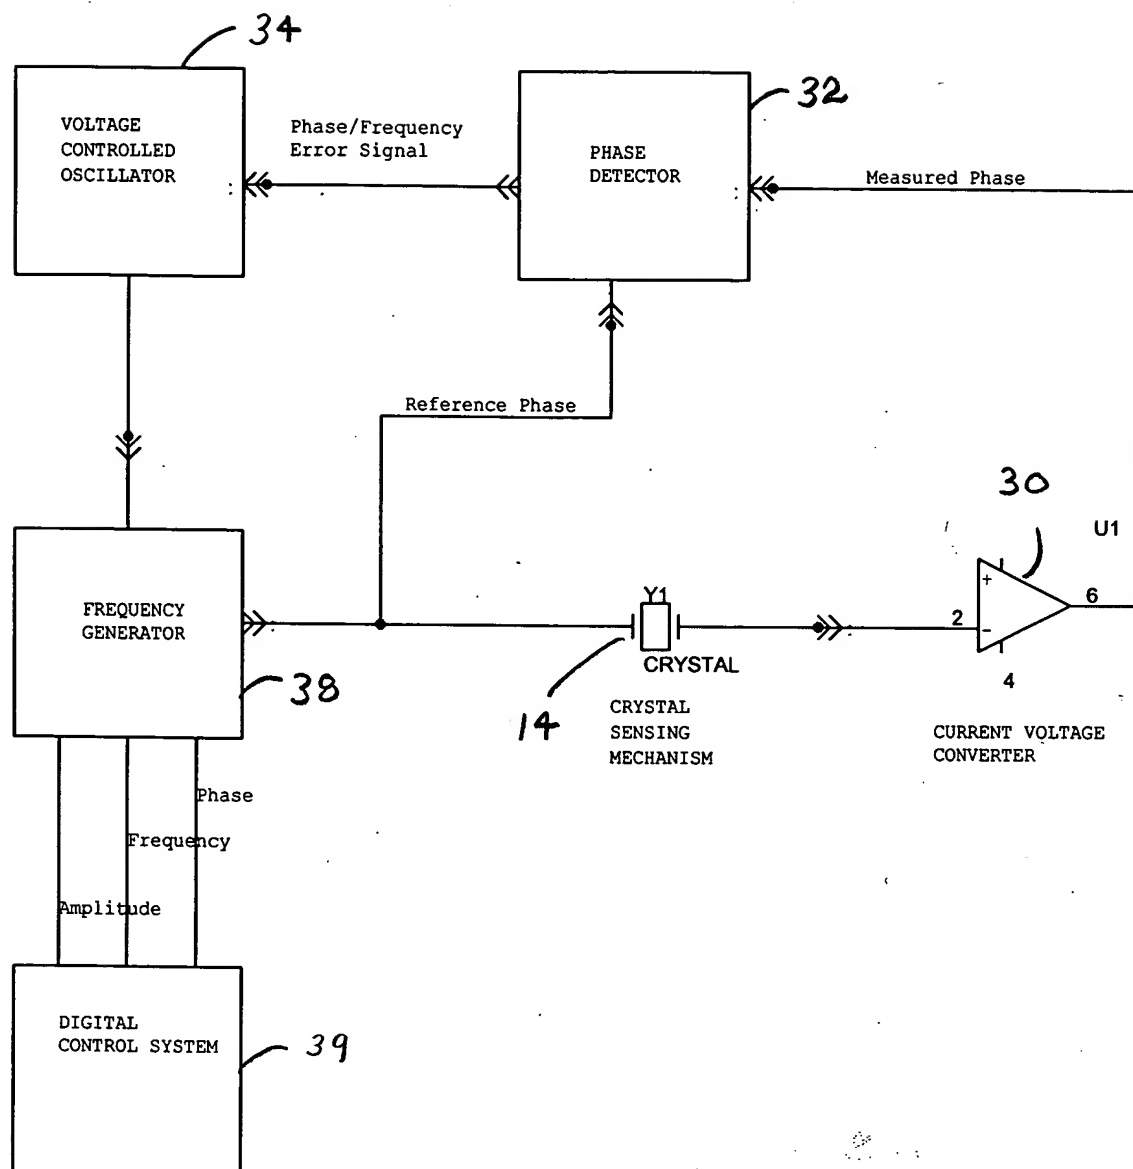 34
VOLTAGE
CONTROLLED
OSCILLATOR
Phase/Frequency
Error Signal
32
PHASE
DETECTOR
Measured Phase
Reference Phase
30
U1
FREQUENCY
GENERATOR
38
Y1
CRYSTAL
14
CRYSTAL
SENSING
MECHANISM
+
2
-
6
4
CURRENT VOLTAGE
CONVERTER
Phase
Frequency
Amplitude
DIGITAL
CONTROL SYSTEM
39